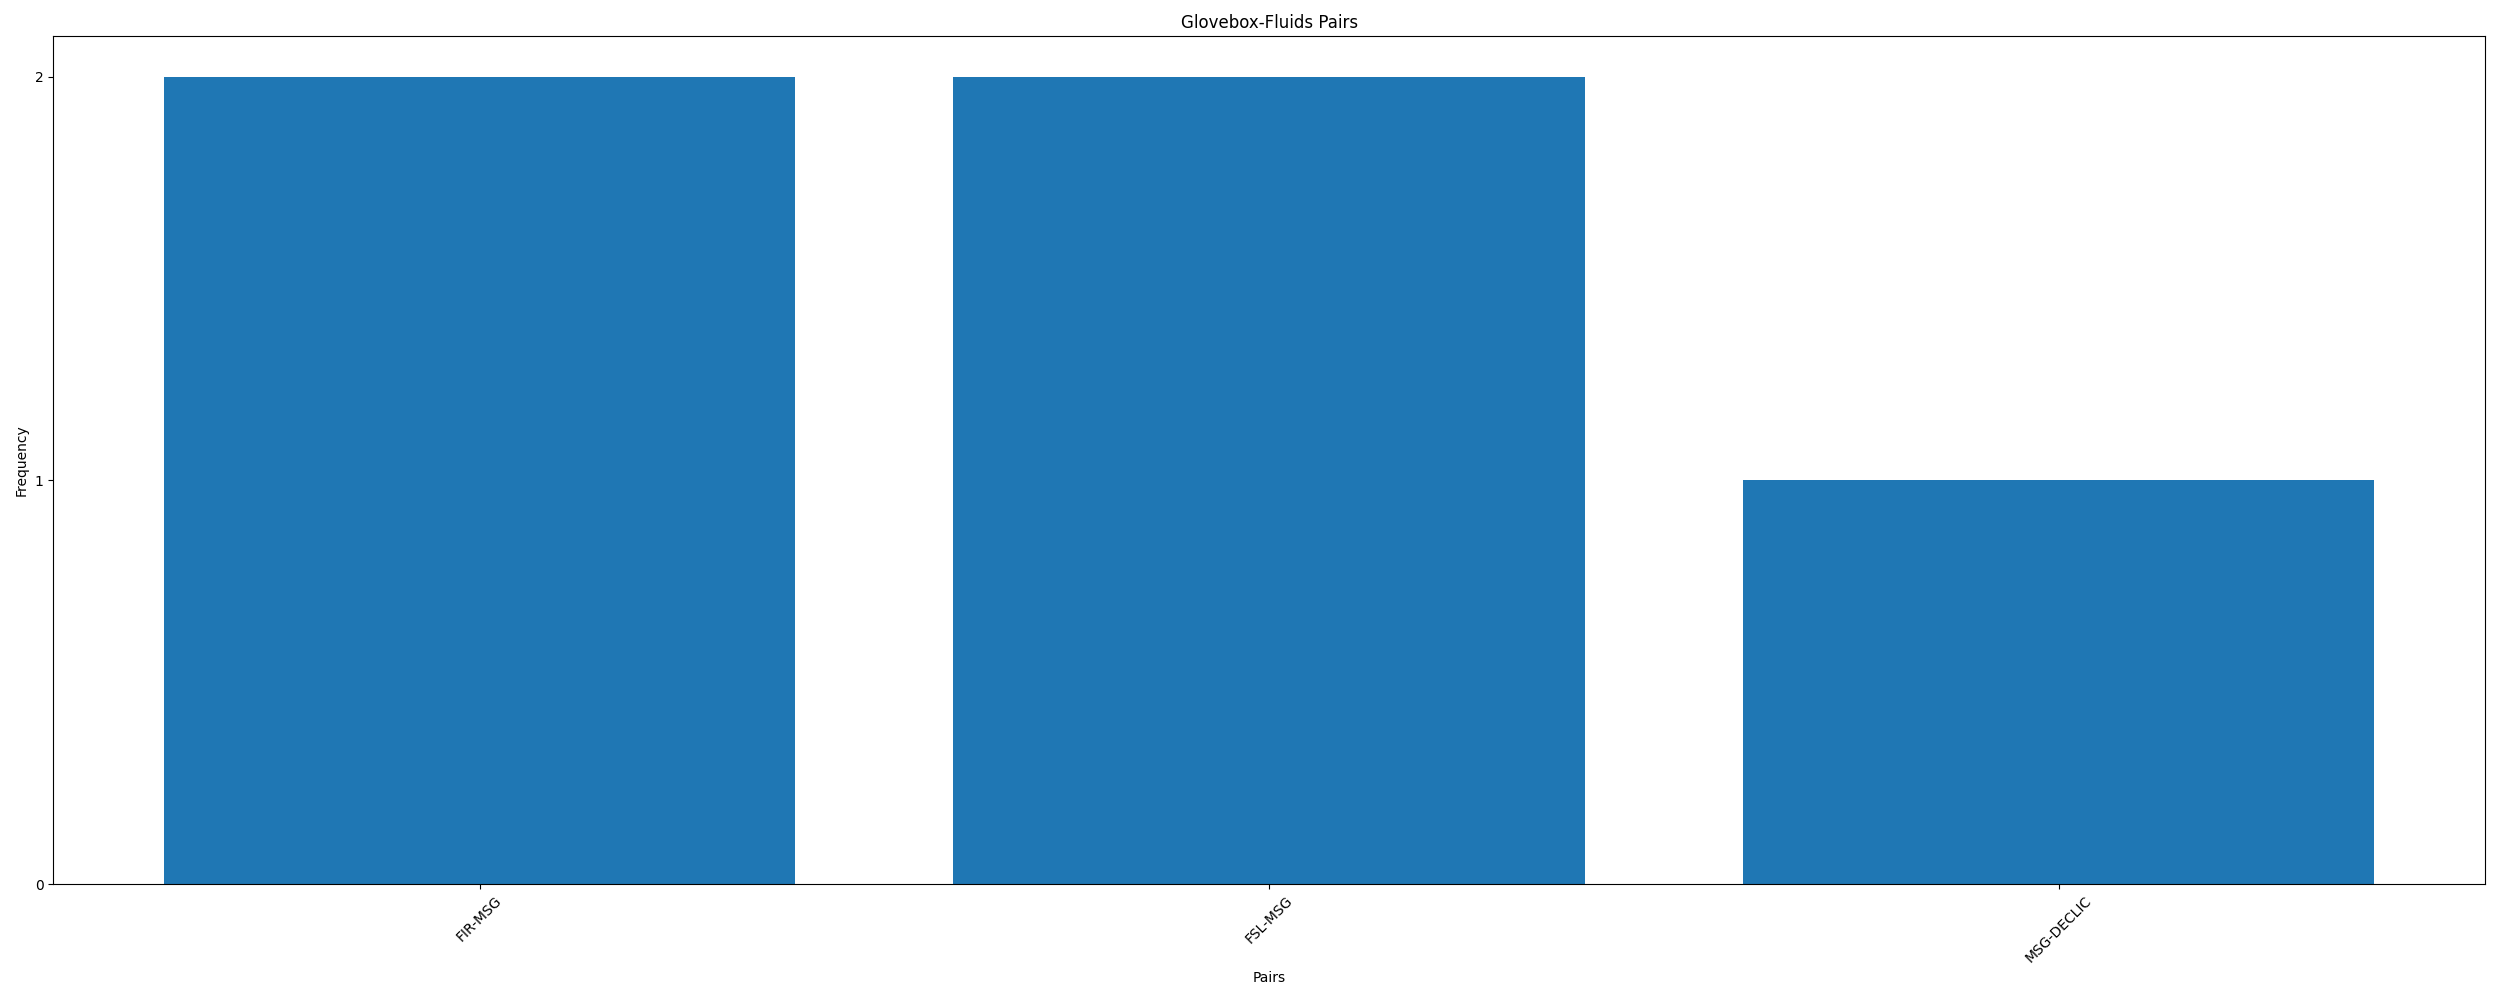 Glovebox-Fluids Pairs
Frequency
2
1
0
FIR-MSG
FSL-MSG
MSG-DECLIC
Pairs